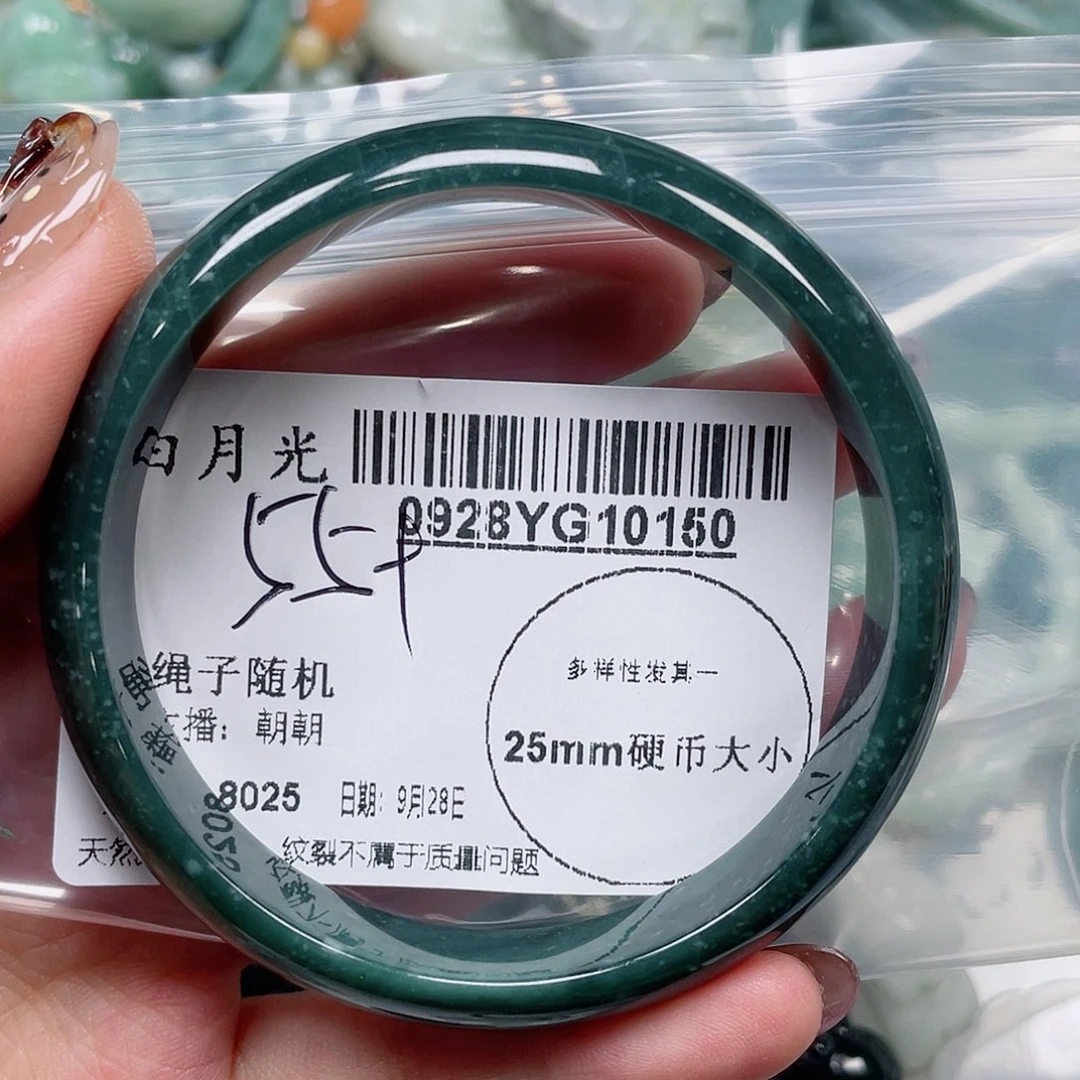 白月光
0928YG10150
55+
多样性发其一
25mm硬币大小
绳子随机
播：朝朝
8025 日期：9月28日
天然
纹裂不属于质量问题